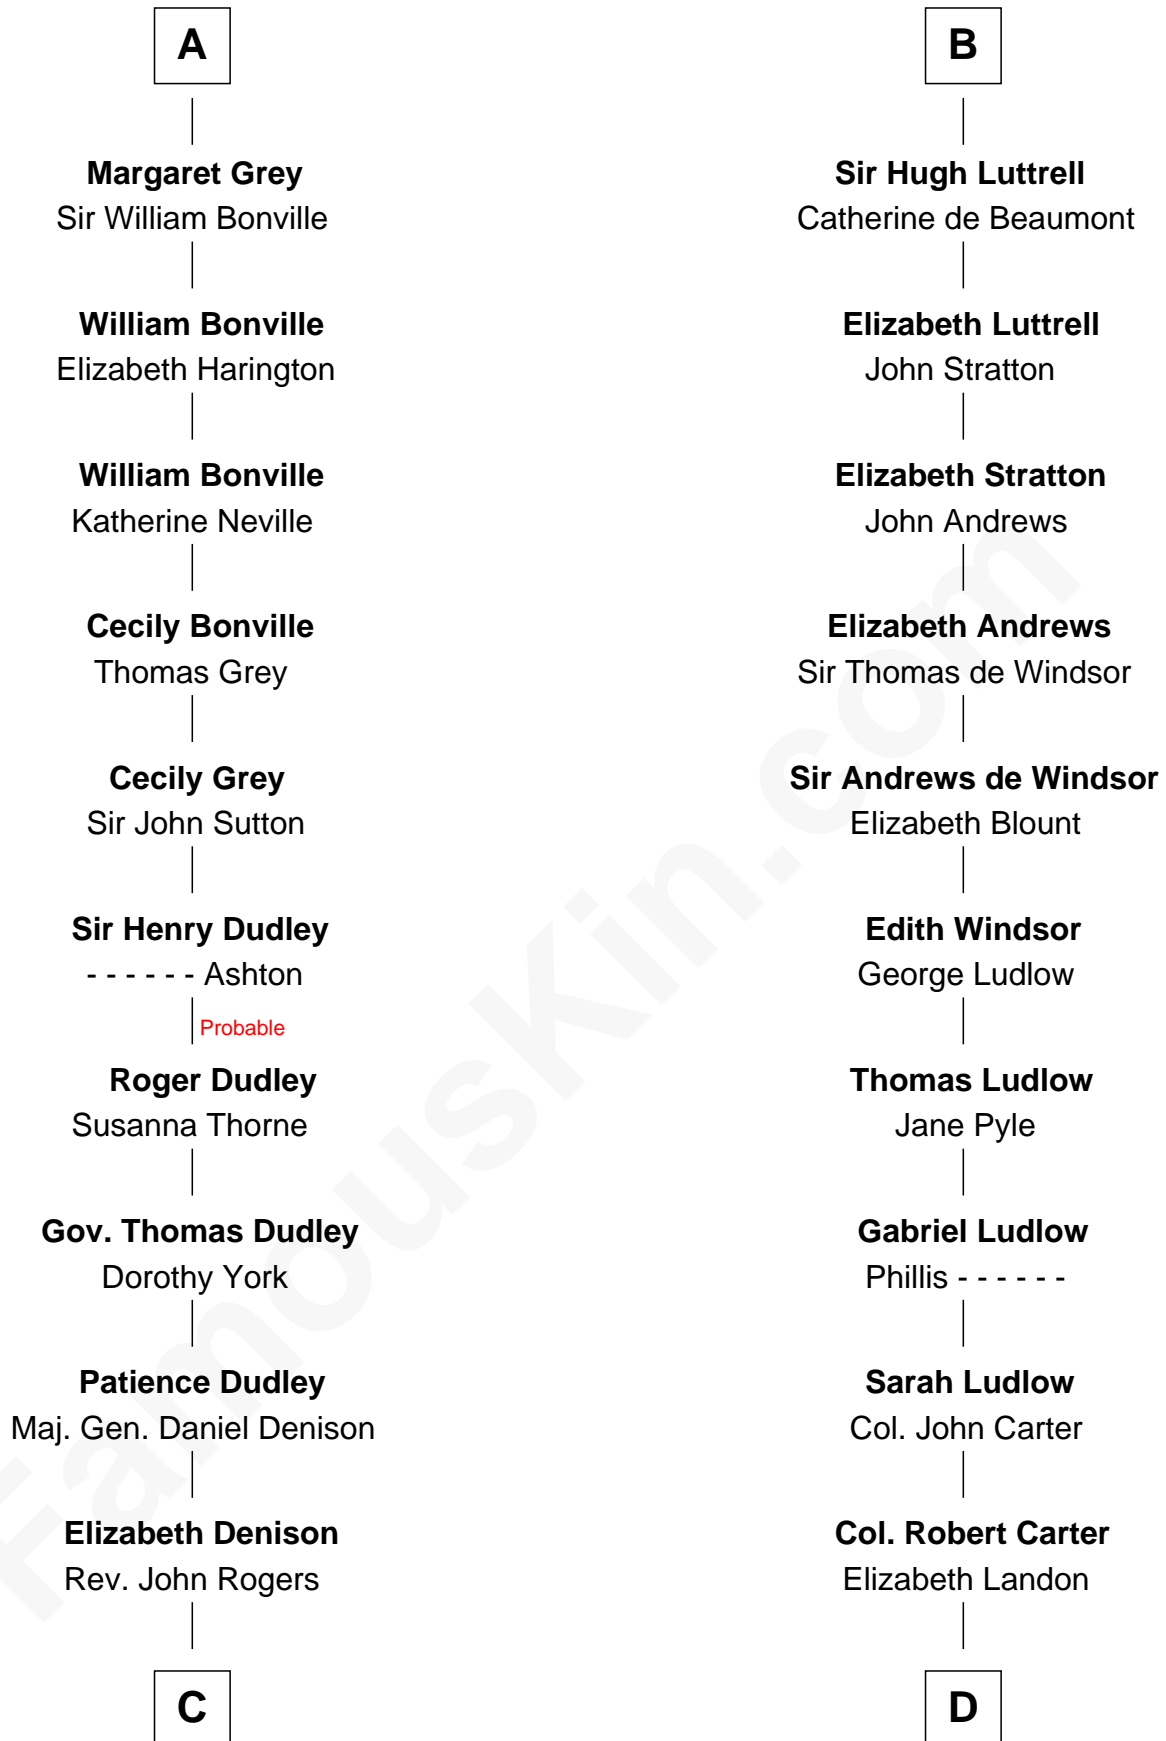 A
Margaret Grey
Sir William Bonville
William Bonville
Elizabeth Harington
William Bonville
Katherine Neville
Cecily Bonville
Thomas Grey
Cecily Grey
Sir John Sutton
Sir Henry Dudley
- - - - - - Ashton
Probable
Roger Dudley
Susanna Thorne
Gov. Thomas Dudley
Dorothy York
Patience Dudley
Maj. Gen. Daniel Denison
Elizabeth Denison
Rev. John Rogers
C
B
Sir Hugh Luttrell
Catherine de Beaumont
Elizabeth Luttrell
John Stratton
Elizabeth Stratton
John Andrews
Elizabeth Andrews
Sir Thomas de Windsor
Sir Andrews de Windsor
Elizabeth Blount
Edith Windsor
George Ludlow
Thomas Ludlow
Jane Pyle
Gabriel Ludlow
Phillis - - - - - -
Sarah Ludlow
Col. John Carter
Col. Robert Carter
Elizabeth Landon
D
FamousKin.com